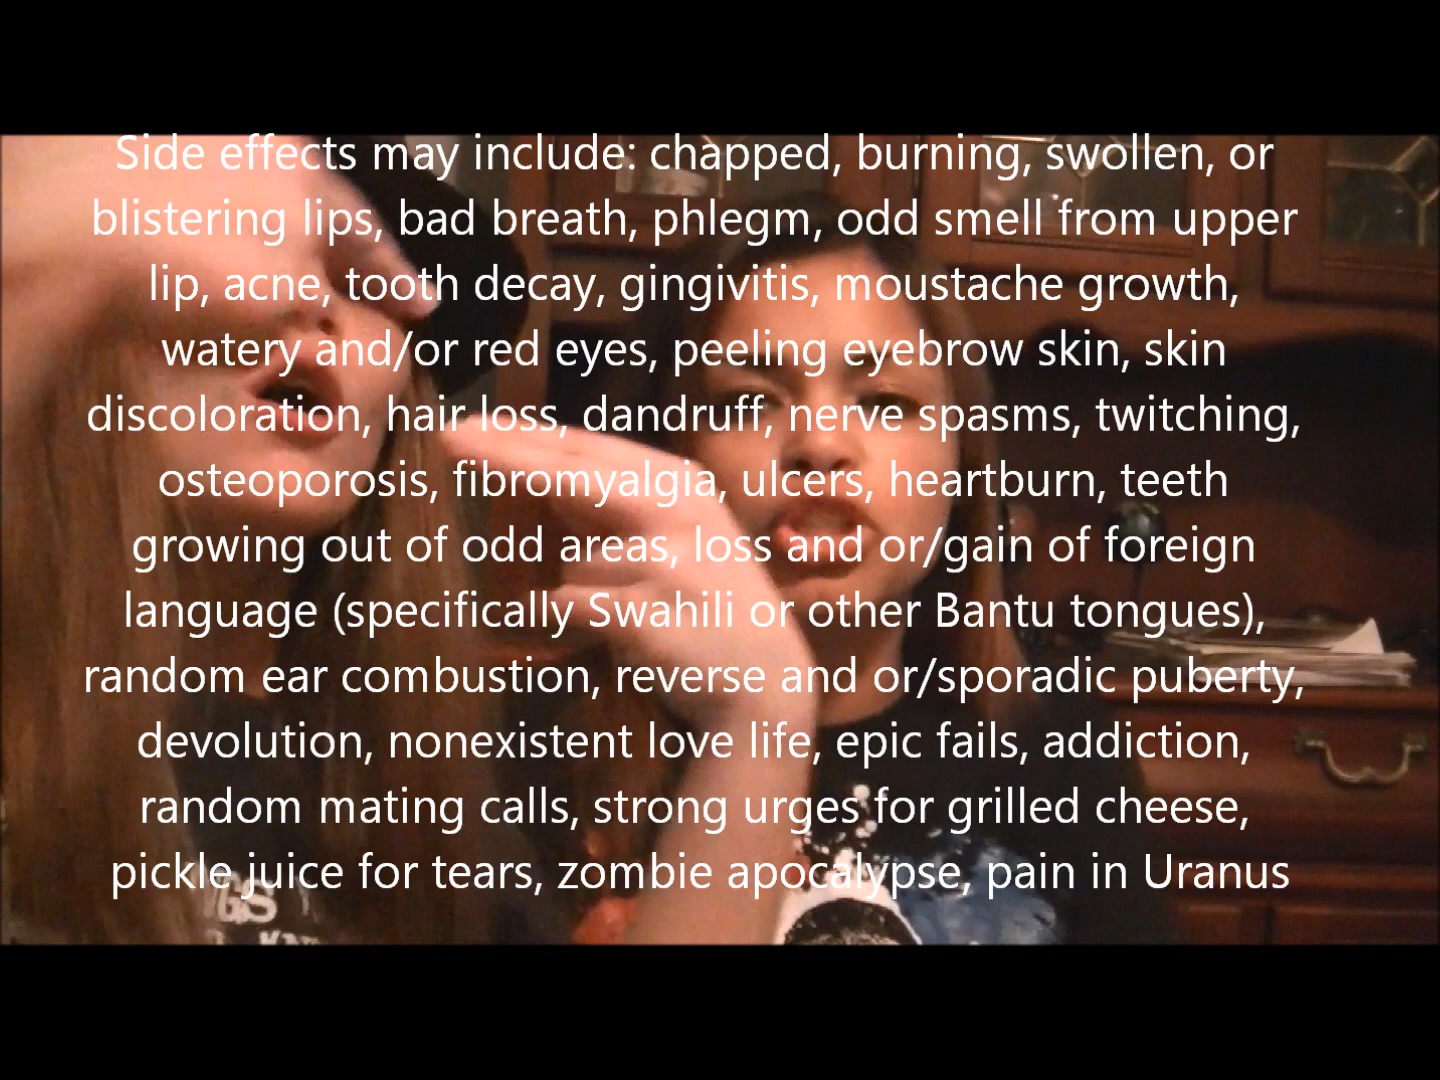 Side effects may include: chapped, burning, swollen, or
blistering lips, bad breath, phlegm, odd smell from upper
lip, acne, tooth decay, gingivitis, moustache growth,
watery and/or red eyes, peeling eyebrow skin, skin
discoloration, hair loss, dandruff, nerve spasms, twitching,
osteoporosis, fibromyalgia, ulcers, heartburn, teeth
growing out of odd areas, loss and or/gain of foreign
language (specifically Swahili or other Bantu tongues),
random ear combustion, reverse and or/sporadic puberty,
devolution, nonexistent love life, epic fails, addiction,
random mating calls, strong urges for grilled cheese,
pickle juice for tears, zombie apocalypse, pain in Uranus